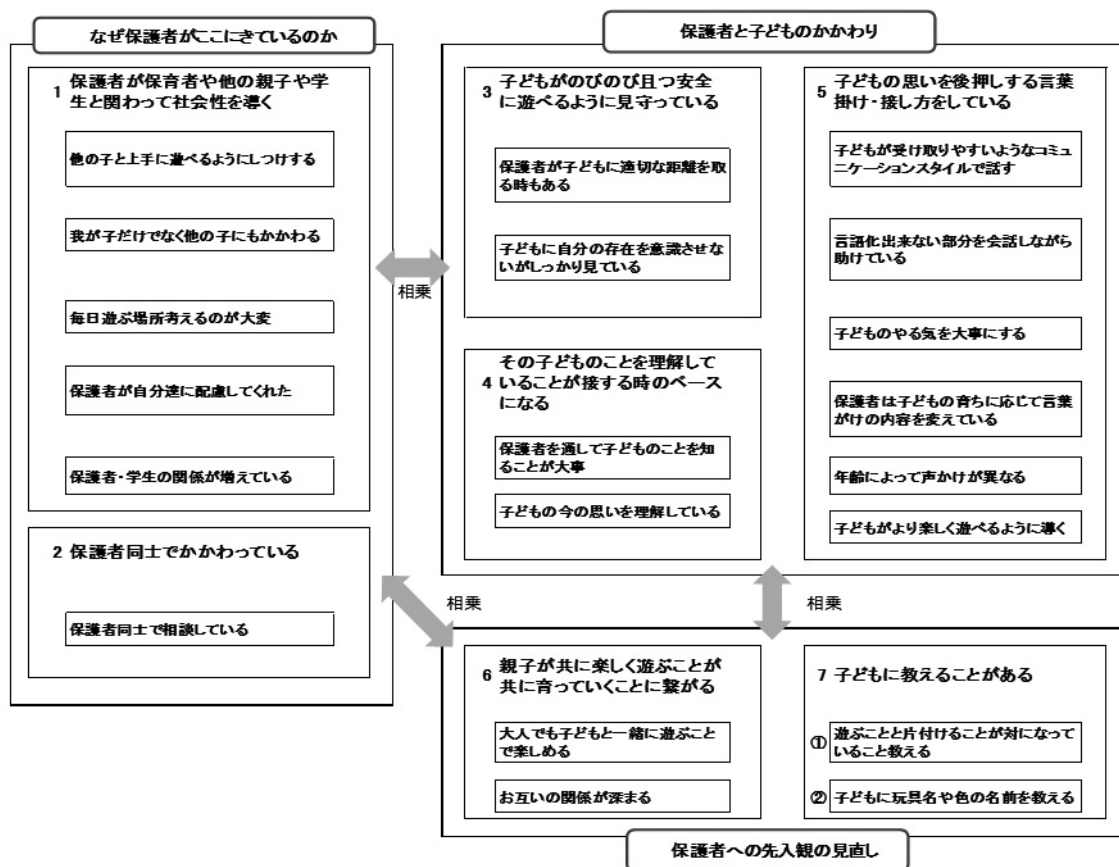 なぜ保護者がここにきているのか
1 保護者が保育者や他の親子や学
生と関わって社会性を導く
他の子と上手に遊べるようにしつけする
我が子だけでなく他の子にもかかわる
毎日遊ぶ場所考えるのが大変
保護者が自分達に配慮してくれた
保護者・学生の関係が増えている
2 保護者同士でかかわっている
保護者同士で相談している
相乗
保護者と子どものかかわり
3 子どもがのびのび且つ安全
に遊べるように見守っている
保護者が子どもに適切な距離を取
る時もある
子どもに自分の存在を意識させな
いがしっかり見ている
その子どものことを理解して
4 いることが接する時のベース
になる
保護者を通して子どものことを知
ることが大事
子どもの今の思いを理解している
5 子どもの思いを後押しする言葉
掛け・接し方をしている
子どもが受け取りやすいようなコミュ
ニケーションスタイルで話す
言語化出来ない部分を会話しながら
助けている
子どものやる気を大事にする
保護者は子どもの育ちに応じて言葉
がけの内容を変えている
年齢によって声かけが異なる
子どもがより楽しく遊べるように導く
相乗
相乗
6 親子が共に楽しく遊ぶことが
共に育っていくことに繋がる
大人でも子どもと一緒に遊ぶこと
で楽しめる
お互いの関係が深まる
7 子どもに教えることがある
① 遊ぶことと片付けることが対になって
いること教える
② 子どもに玩具名や色の名前を教える
保護者への先入観の見直し